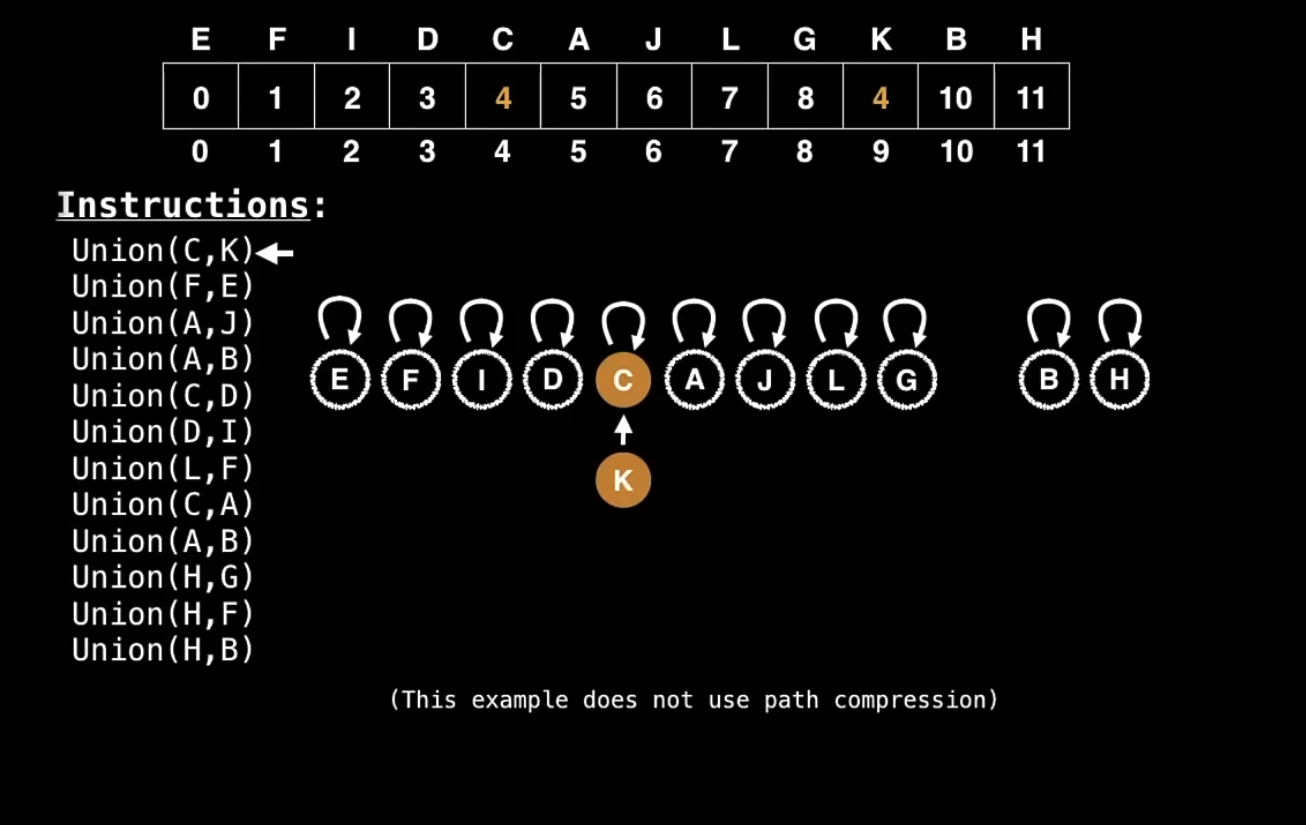 E F I D C A J L G K B H
0 1 2 3 4 5 6 7 8 4 10 11
0 1 2 3 4 5 6 7 8 9 10 11
Instructions:
Union(C,K)
Union(F,E)
Union(A,J)
Union(A,B)
Union(C,D)
Union(D,I)
Union(L,F)
Union(C,A)
Union(A,B)
Union(H,G)
Union(H,F)
Union(H,B)
E F I D C A J L G B H
K
(This example does not use path compression)